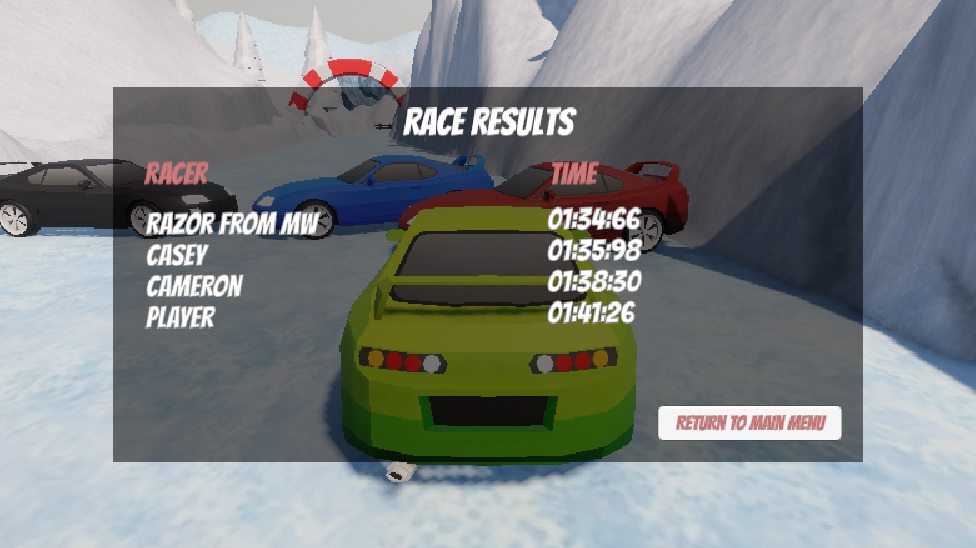 RACE RESULTS
RACER TIME
RAZOR FROM MW 01:34:66
CASEY 01:35:98
CAMERON 01:38:30
PLAYER 01:41:26
RETURN TO MAIN MENU